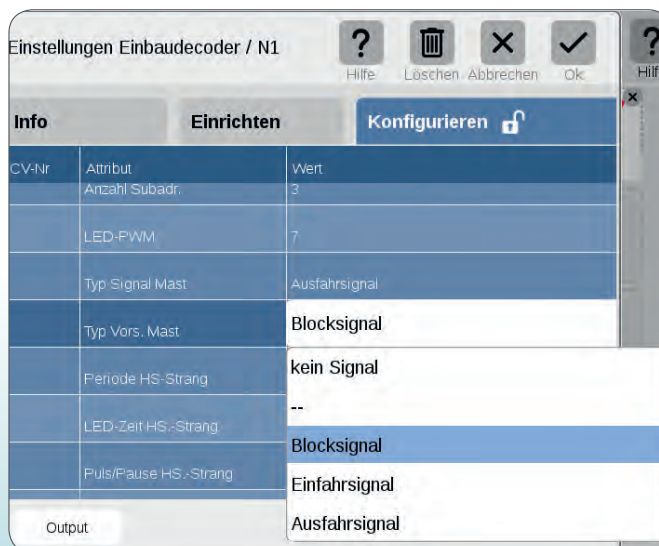 Einstellungen Einbaudecoder / N1
? ?
Hilfe Löschen Abbrechen Ok Hilf
Info Einrichten Konfigurieren
CV-Nr Attribut Wert
Anzahl Subadr. 3
LED-PWM 7
Typ Signal Mast Ausfahrsignal
Typ Vors. Mast Blocksignal
kein Signal
Periode HS-Strang
--
LED-Zeit HS.-Strang
Blocksignal
Puls/Pause HS.-Strang
Einfahrsignal
Output Ausfahrsignal